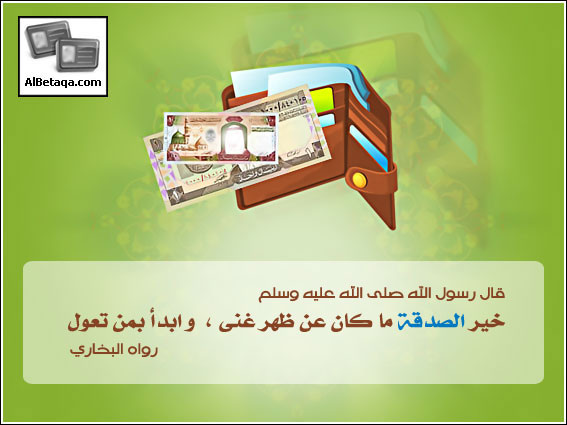 AlBetaqa.com
قال رسول الله صلى الله عليه وسلم
خير الصدقة ما كان عن ظهر غنى ، وابدأ بمن تعول
رواه البخاري